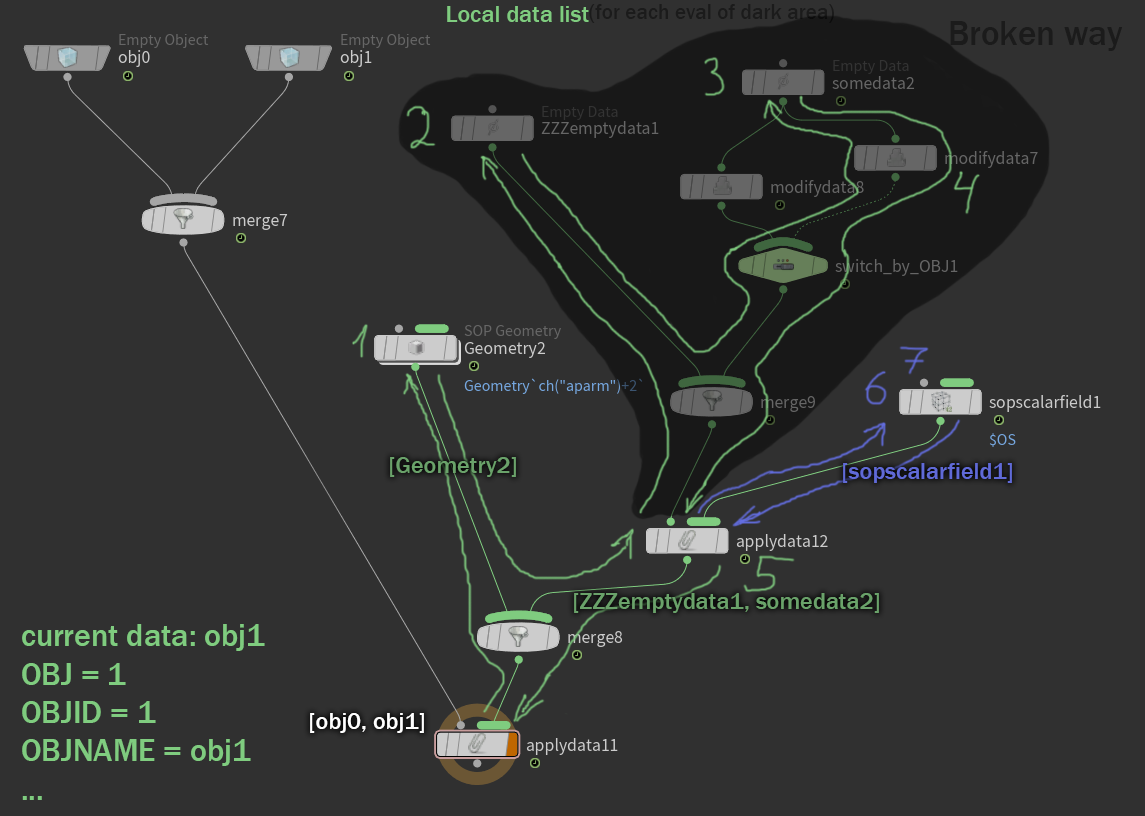 Local data list(for each eval of dark area)
Broken way
Empty Object
obj0
Empty Object
obj1
3
Empty Data
somedata2
2
Empty Data
ZZZemptydata1
modifydata7
modifydata8
4
merge7
switch_by_OBJ1
1
SOP Geometry
Geometry2
Geometry`ch("aparm")+2`
7
6
sopscalarfield1
merge9
$OS
[Geometry2]
[sopscalarfield1]
applydata12
5
[ZZZemptydata1, somedata2]
merge8
current data: obj1
OBJ = 1
OBJID = 1
OBJNAME = obj1
...
[obj0, obj1]
applydata11